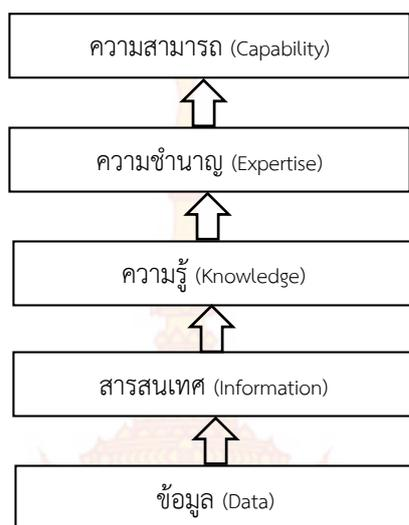 ความสามารถ (Capability)
ความชำนาญ (Expertise)
ความรู้ (Knowledge)
สารสนเทศ (Information)
ข้อมูล (Data)